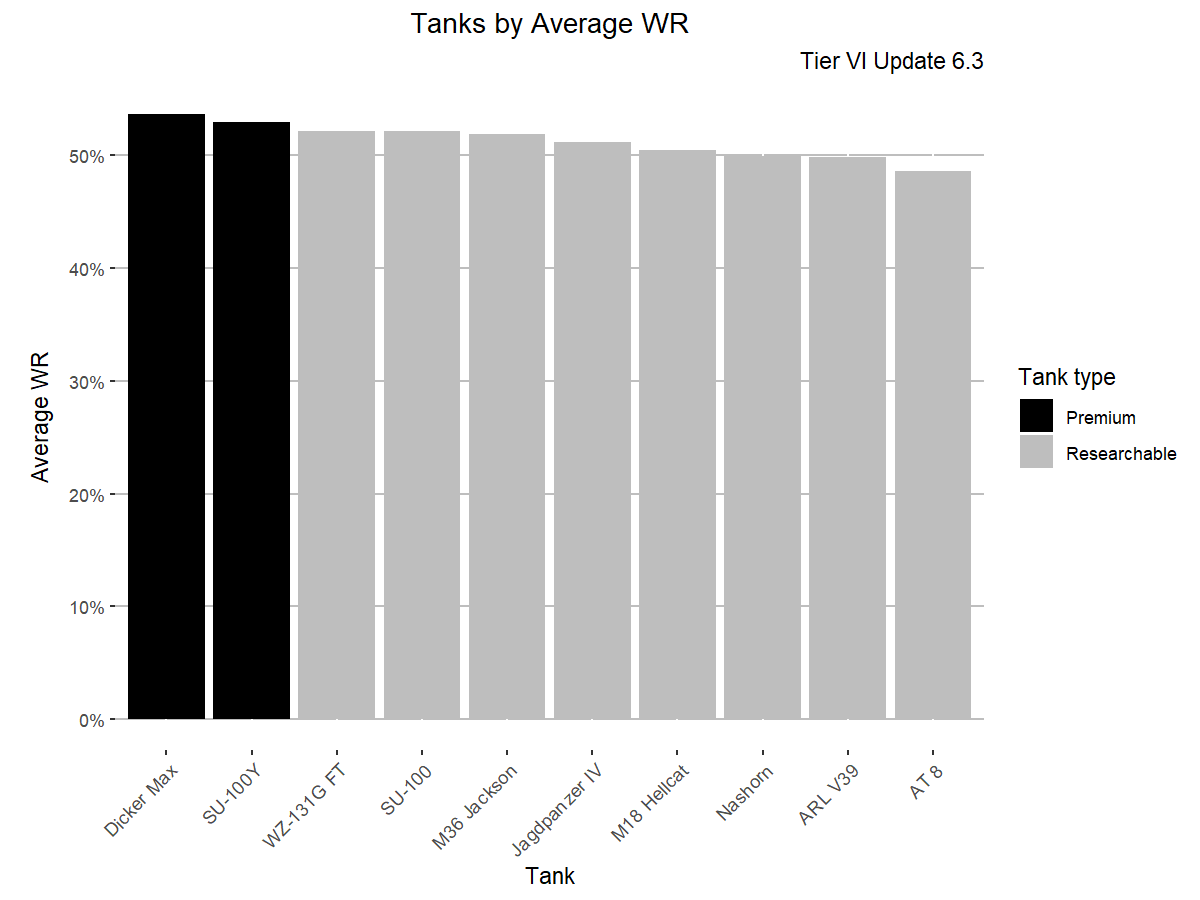 Tanks by Average WR
Tier VI Update 6.3
Average WR
50%
40%
30%
20%
10%
0%
Dicker Max
SU-100Y
WZ-131G FT
SU-100
M36 Jackson
Jagdpanzer IV
M18 Hellcat
Nashorn
ARL V39
AT 8
Tank
Tank type
Premium
Researchable